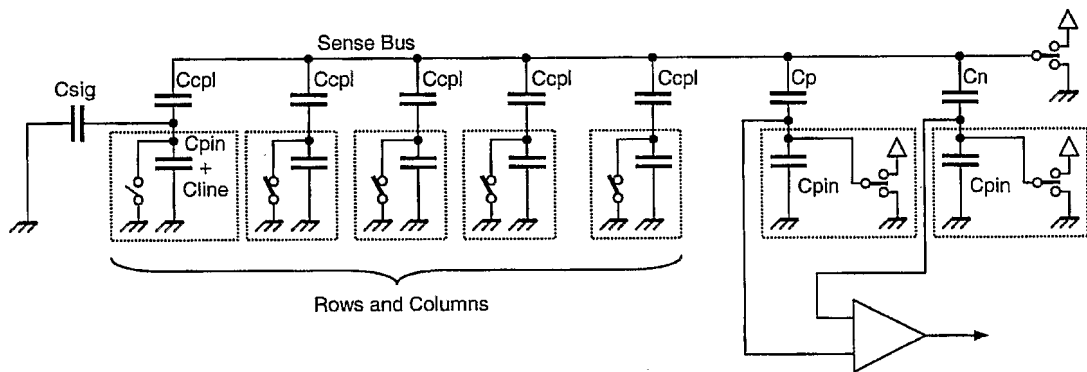 Sense Bus
Csig
Ccpl
Ccpl
Ccpl
Ccpl
Ccpl
Cp
Cn
Cpin
+
Cline
Cpin
Cpin
Rows and Columns